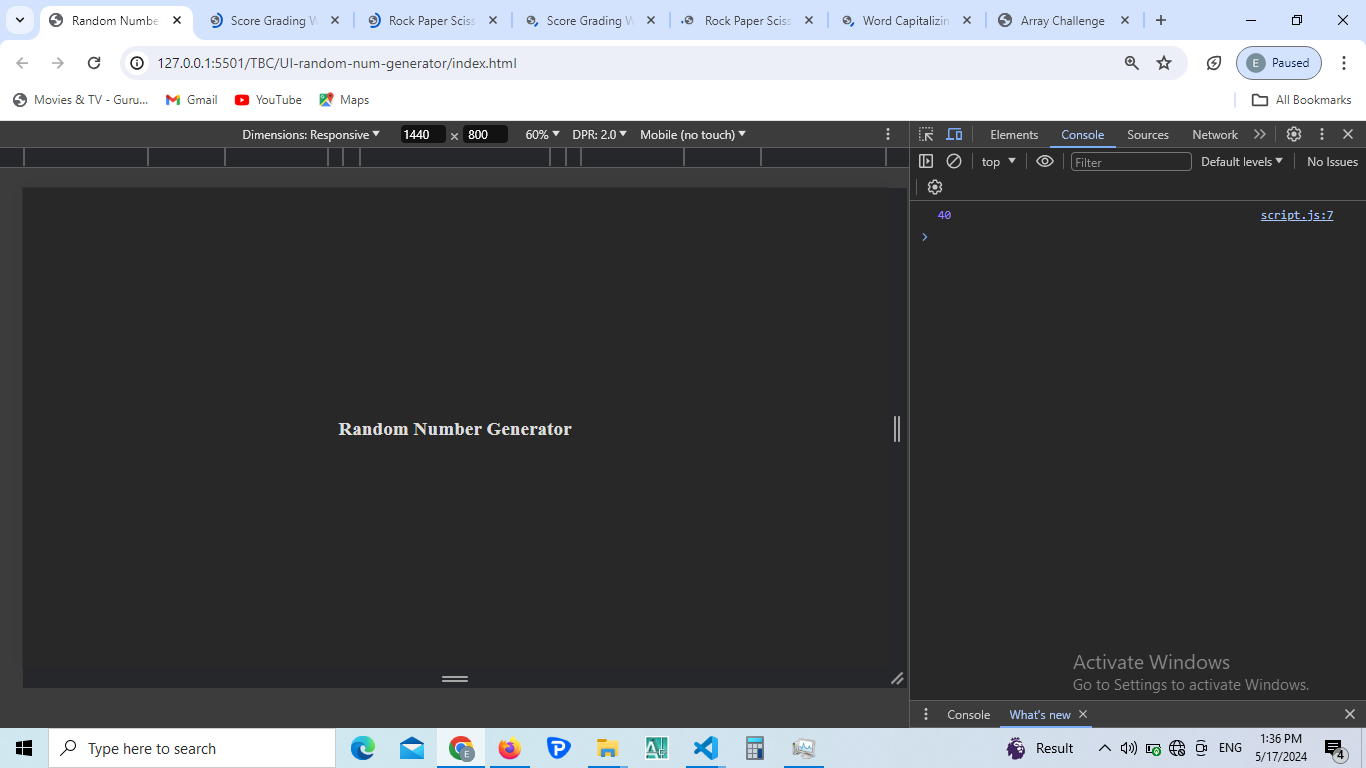 Random Numbe
Score Grading W
Rock Paper Sciss
Score Grading W
Rock Paper Sciss
Word Capitalizin
Array Challenge
127.0.0.1:5501/TBC/UI-random-num-generator/index.html
E Paused
Movies & TV - Guru...
Gmail
YouTube
Maps
All Bookmarks
Dimensions: Responsive 1440 × 800 60% DPR: 2.0 Mobile (no touch)
Elements Console Sources Network
top Filter Default levels No Issues
40 script.js:7
Random Number Generator
Activate Windows
Go to Settings to activate Windows.
Console What's new
Type here to search
Result
ENG
1:36 PM
5/17/2024
4